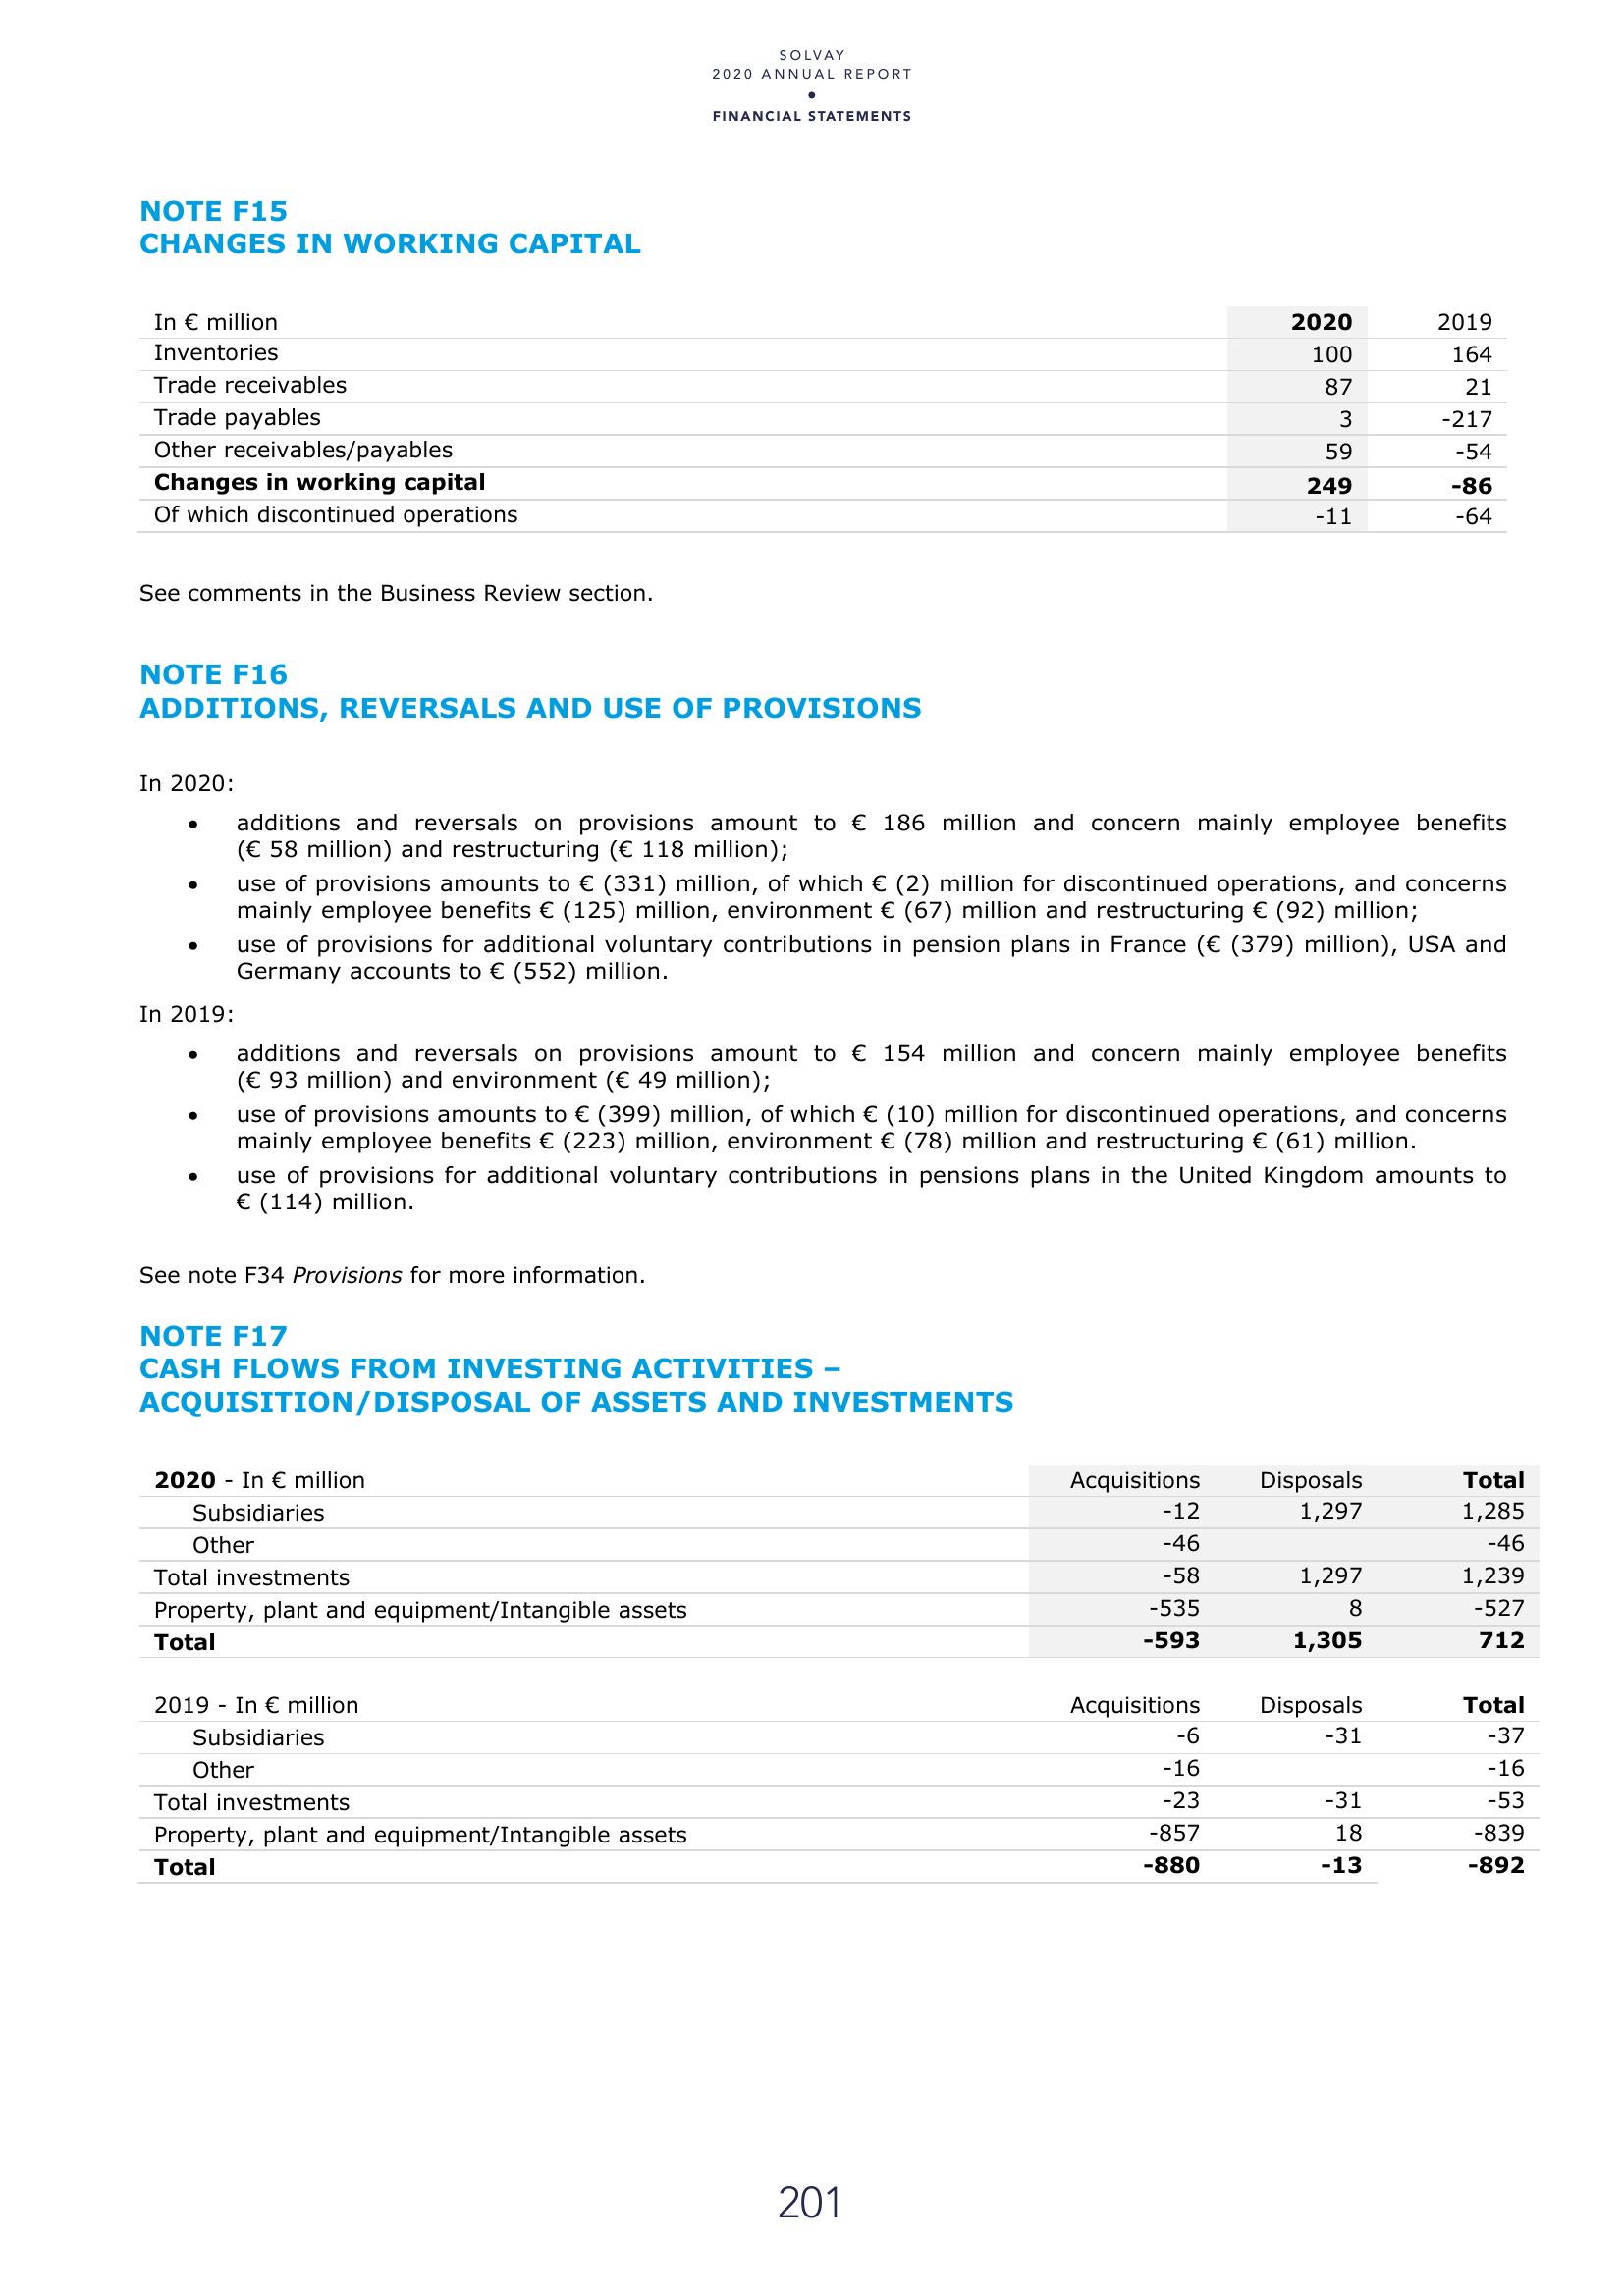 SOLVAY
2020 ANNUAL REPORT
•
FINANCIAL STATEMENTS
NOTE F15
CHANGES IN WORKING CAPITAL
In € million 2020 2019
Inventories 100 164
Trade receivables 87 21
Trade payables 3 -217
Other receivables/payables 59 -54
Changes in working capital 249 -86
Of which discontinued operations -11 -64
See comments in the Business Review section.
NOTE F16
ADDITIONS, REVERSALS AND USE OF PROVISIONS
In 2020:
• additions and reversals on provisions amount to € 186 million and concern mainly employee benefits
(€ 58 million) and restructuring (€ 118 million);
• use of provisions amounts to € (331) million, of which € (2) million for discontinued operations, and concerns
mainly employee benefits € (125) million, environment € (67) million and restructuring € (92) million;
• use of provisions for additional voluntary contributions in pension plans in France (€ (379) million), USA and
Germany accounts to € (552) million.
In 2019:
• additions and reversals on provisions amount to € 154 million and concern mainly employee benefits
(€ 93 million) and environment (€ 49 million);
• use of provisions amounts to € (399) million, of which € (10) million for discontinued operations, and concerns
mainly employee benefits € (223) million, environment € (78) million and restructuring € (61) million.
• use of provisions for additional voluntary contributions in pensions plans in the United Kingdom amounts to
€ (114) million.
See note F34 Provisions for more information.
NOTE F17
CASH FLOWS FROM INVESTING ACTIVITIES –
ACQUISITION/DISPOSAL OF ASSETS AND INVESTMENTS
2020 - In € million Acquisitions Disposals Total
Subsidiaries -12 1,297 1,285
Other -46 -46
Total investments -58 1,297 1,239
Property, plant and equipment/Intangible assets -535 8 -527
Total -593 1,305 712
2019 - In € million Acquisitions Disposals Total
Subsidiaries -6 -31 -37
Other -16 -16
Total investments -23 -31 -53
Property, plant and equipment/Intangible assets -857 18 -839
Total -880 -13 -892
201